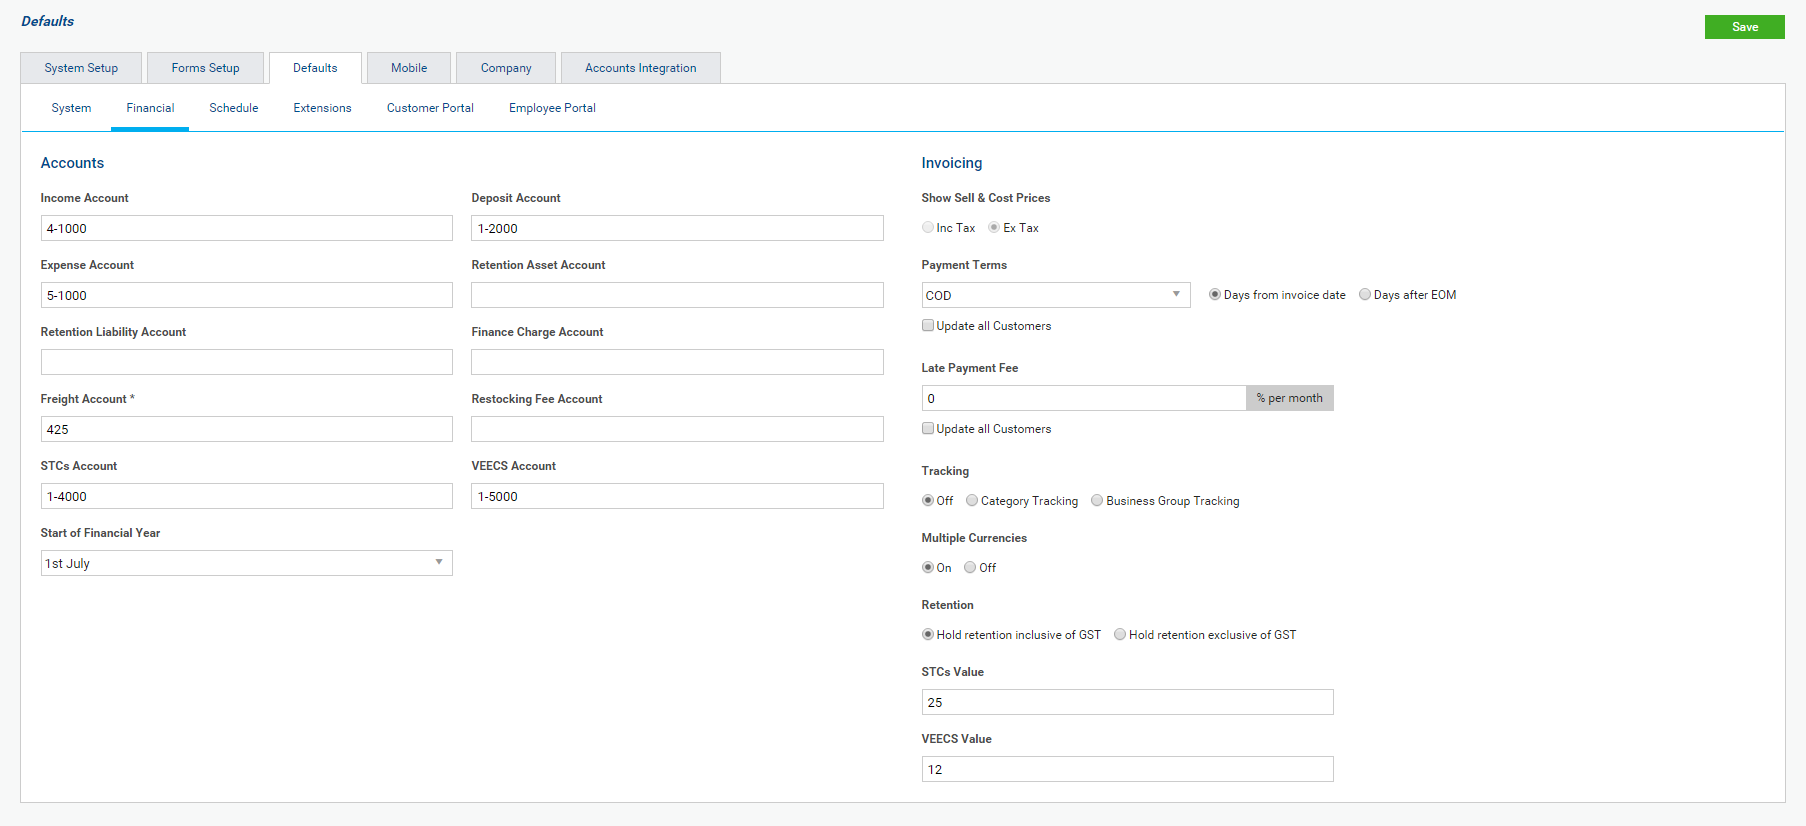 Defaults
Save
System Setup
Forms Setup
Defaults
Mobile
Company
Accounts Integration
System
Financial
Schedule
Extensions
Customer Portal
Employee Portal
Accounts
Income Account
Deposit Account
4-1000
1-2000
Expense Account
Retention Asset Account
5-1000
Retention Liability Account
Finance Charge Account
Freight Account *
Restocking Fee Account
425
STCs Account
VEECS Account
1-4000
1-5000
Start of Financial Year
1st July
Invoicing
Show Sell & Cost Prices
Inc Tax
Ex Tax
Payment Terms
COD
Days from invoice date
Days after EOM
Update all Customers
Late Payment Fee
0
% per month
Update all Customers
Tracking
Off
Category Tracking
Business Group Tracking
Multiple Currencies
On
Off
Retention
Hold retention inclusive of GST
Hold retention exclusive of GST
STCs Value
25
VEECS Value
12